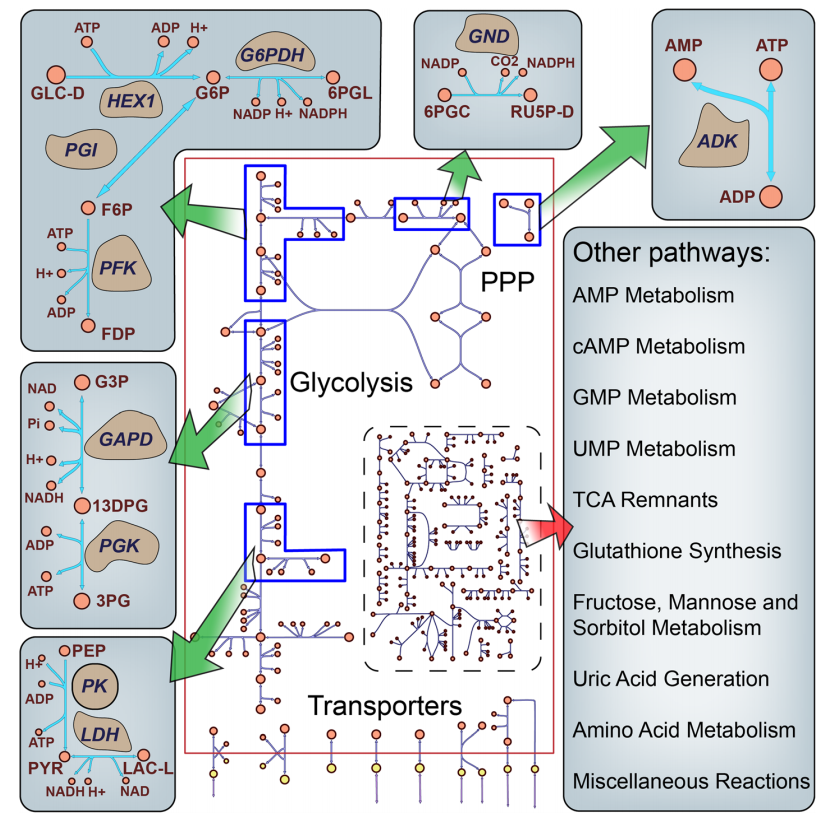 ATP
ADP
H+
GLC-D
HEX1
G6P
G6PDH
6PGL
NADP
H+
NADPH
PGI
F6P
ATP
H+
ADP
PFK
FDP
GND
NADP
CO2
NADPH
6PGC
RU5P-D
AMP
ATP
ADK
ADP
PPP
Glycolysis
Transporters
G3P
NAD
Pi
H+
NADH
GAPD
13DPG
ADP
ATP
PGK
3PG
PEP
H+
ADP
ATP
PK
LDH
PYR
LAC-L
NADH
H+
NAD
Other pathways:
AMP Metabolism
cAMP Metabolism
GMP Metabolism
UMP Metabolism
TCA Remnants
Glutathione Synthesis
Fructose, Mannose and
Sorbitol Metabolism
Uric Acid Generation
Amino Acid Metabolism
Miscellaneous Reactions